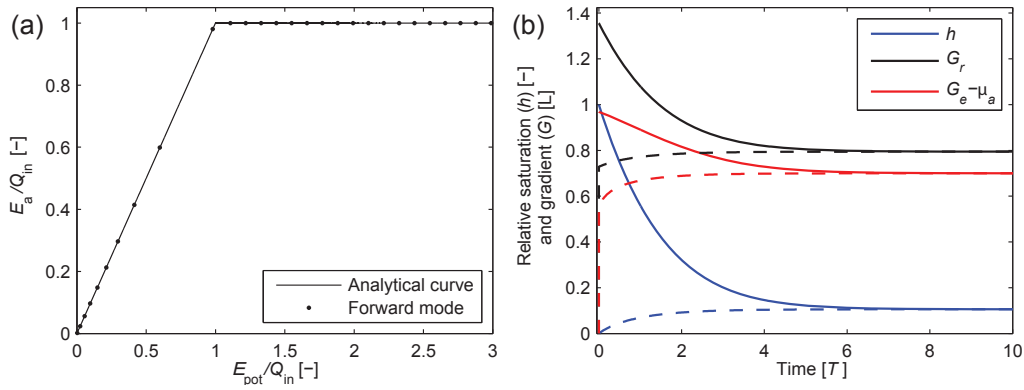 (a)
1
0.8
0.6
0.4
0.2
0
E_a/Q_in [−]
0
0.5
1
1.5
2
2.5
3
E_pot/Q_in [−]
Analytical curve
Forward mode
(b)
1.4
1.2
1
0.8
0.6
0.4
0.2
0
Relative saturation (h) [-]
and gradient (G) [L]
0
2
4
6
8
10
Time [T]
h
G_r
G_e−μ_a